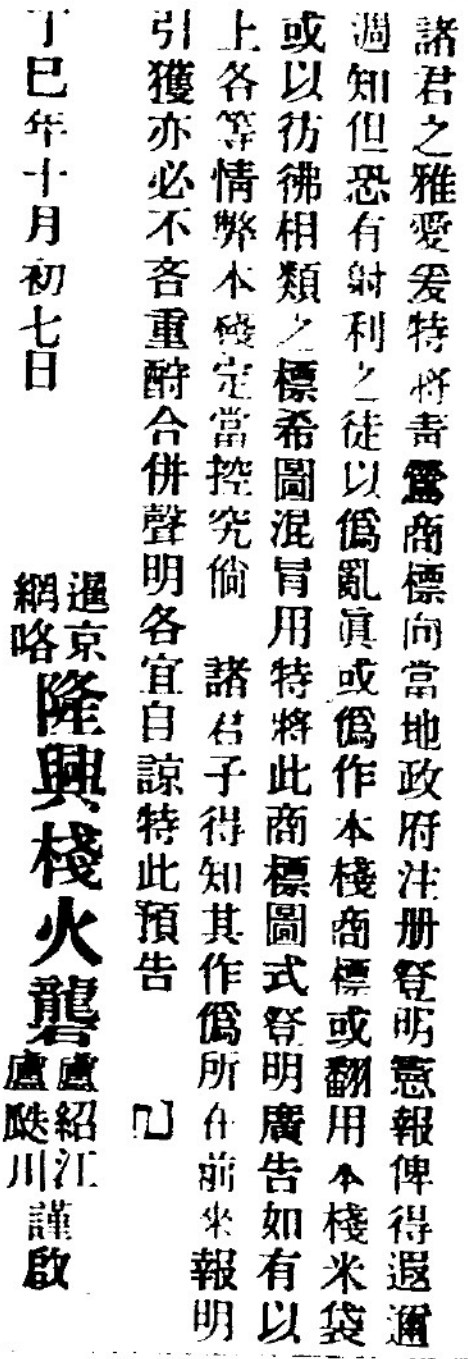 諸君之雅愛爰特將靑鶯商標向當地政府注册登明憲報俾得遐邇
週知但恐有射利之徒以僞亂眞或僞作本棧商標或翻用本棧米袋
或以彷彿相類之標希圖混冐用特將此商標圖式登明廣告如有以
上各等情弊本棧定當控究倘　諸君子得知其作僞所在前來報明
引獲亦必不吝重酧合併聲明各宜自諒特此預告
丁巳年十月初七日
暹京
網咯
隆興棧火礱
盧紹江
盧飈川
謹啟